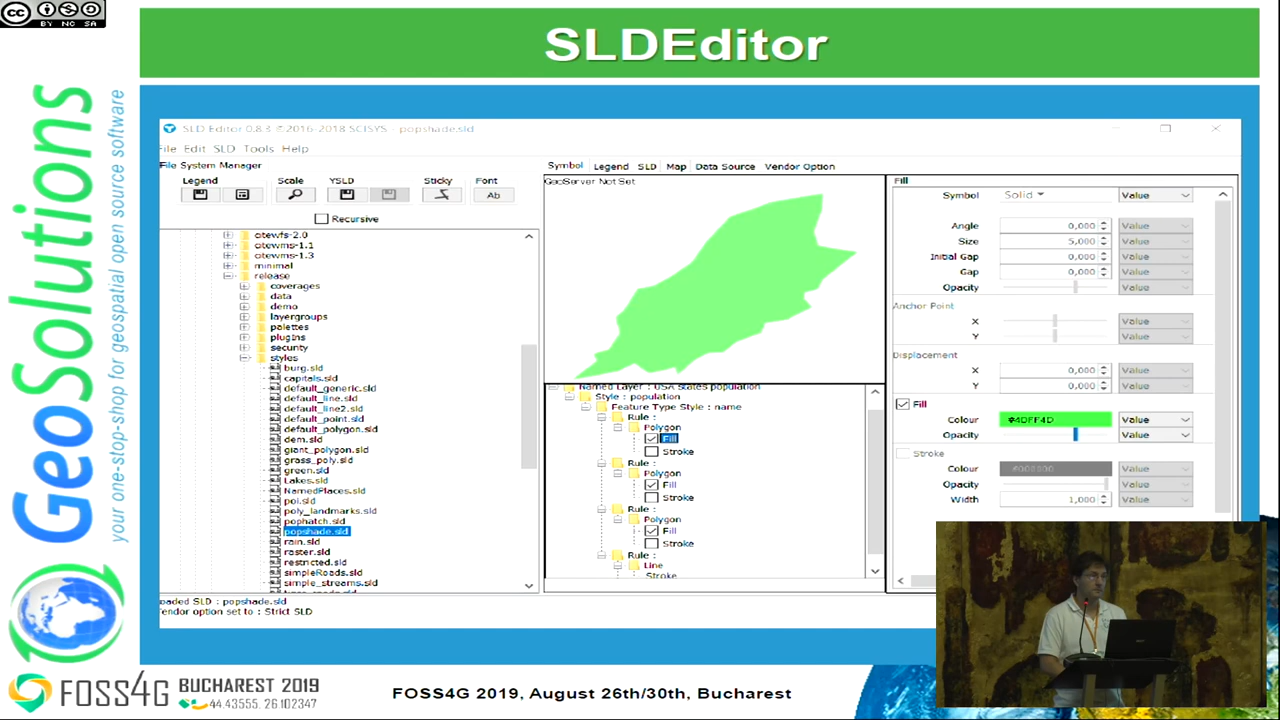 cc
BY NC SA
SLDEditor
GeoSolutions
your one-stop-shop for geospatial open source software
SLD Editor 0.8.3 ©2016-2018 SCISYS - popshade.sld
File Edit SLD Tools Help
File System Manager
Legend Scale YSLD Sticky Font
Ab
Recursive
citewfs-2.0
citewms-1.1
citewms-1.3
minimal
release
coverages
data
demo
layergroups
palettes
plugins
security
styles
burg.sld
capitals.sld
default_generic.sld
default_line.sld
default_line2.sld
default_point.sld
default_polygon.sld
dem.sld
giant_polygon.sld
grass_poly.sld
green.sld
Lakes.sld
NamedPlaces.sld
poi.sld
poly_landmarks.sld
pophatch.sld
popshade.sld
rain.sld
raster.sld
restricted.sld
simpleRoads.sld
simple_streams.sld
oaded SLD : popshade.sld
endor option set to : Strict SLD
Symbol Legend SLD Map Data Source Vendor Option
GeoServer Not Set
Named Layer : USA states population
Style : population
Feature Type Style : name
Rule :
Polygon
Fill
Stroke
Rule :
Polygon
Fill
Stroke
Rule :
Polygon
Fill
Stroke
Rule :
Line
Stroke
Fill
Symbol Solid Value
Angle 0,000 Value
Size 5,000 Value
Initial Gap 0,000 Value
Gap 0,000 Value
Opacity Value
Anchor Point
X Value
Y Value
Displacement
X 0,000 Value
Y 0,000 Value
Fill
Colour #4DFF4D Value
Opacity Value
Stroke
Colour #000000 Value
Opacity Value
Width 1,000 Value
FOSS4G BUCHAREST 2019
44.43555, 26.102347
FOSS4G 2019, August 26th/30th, Bucharest